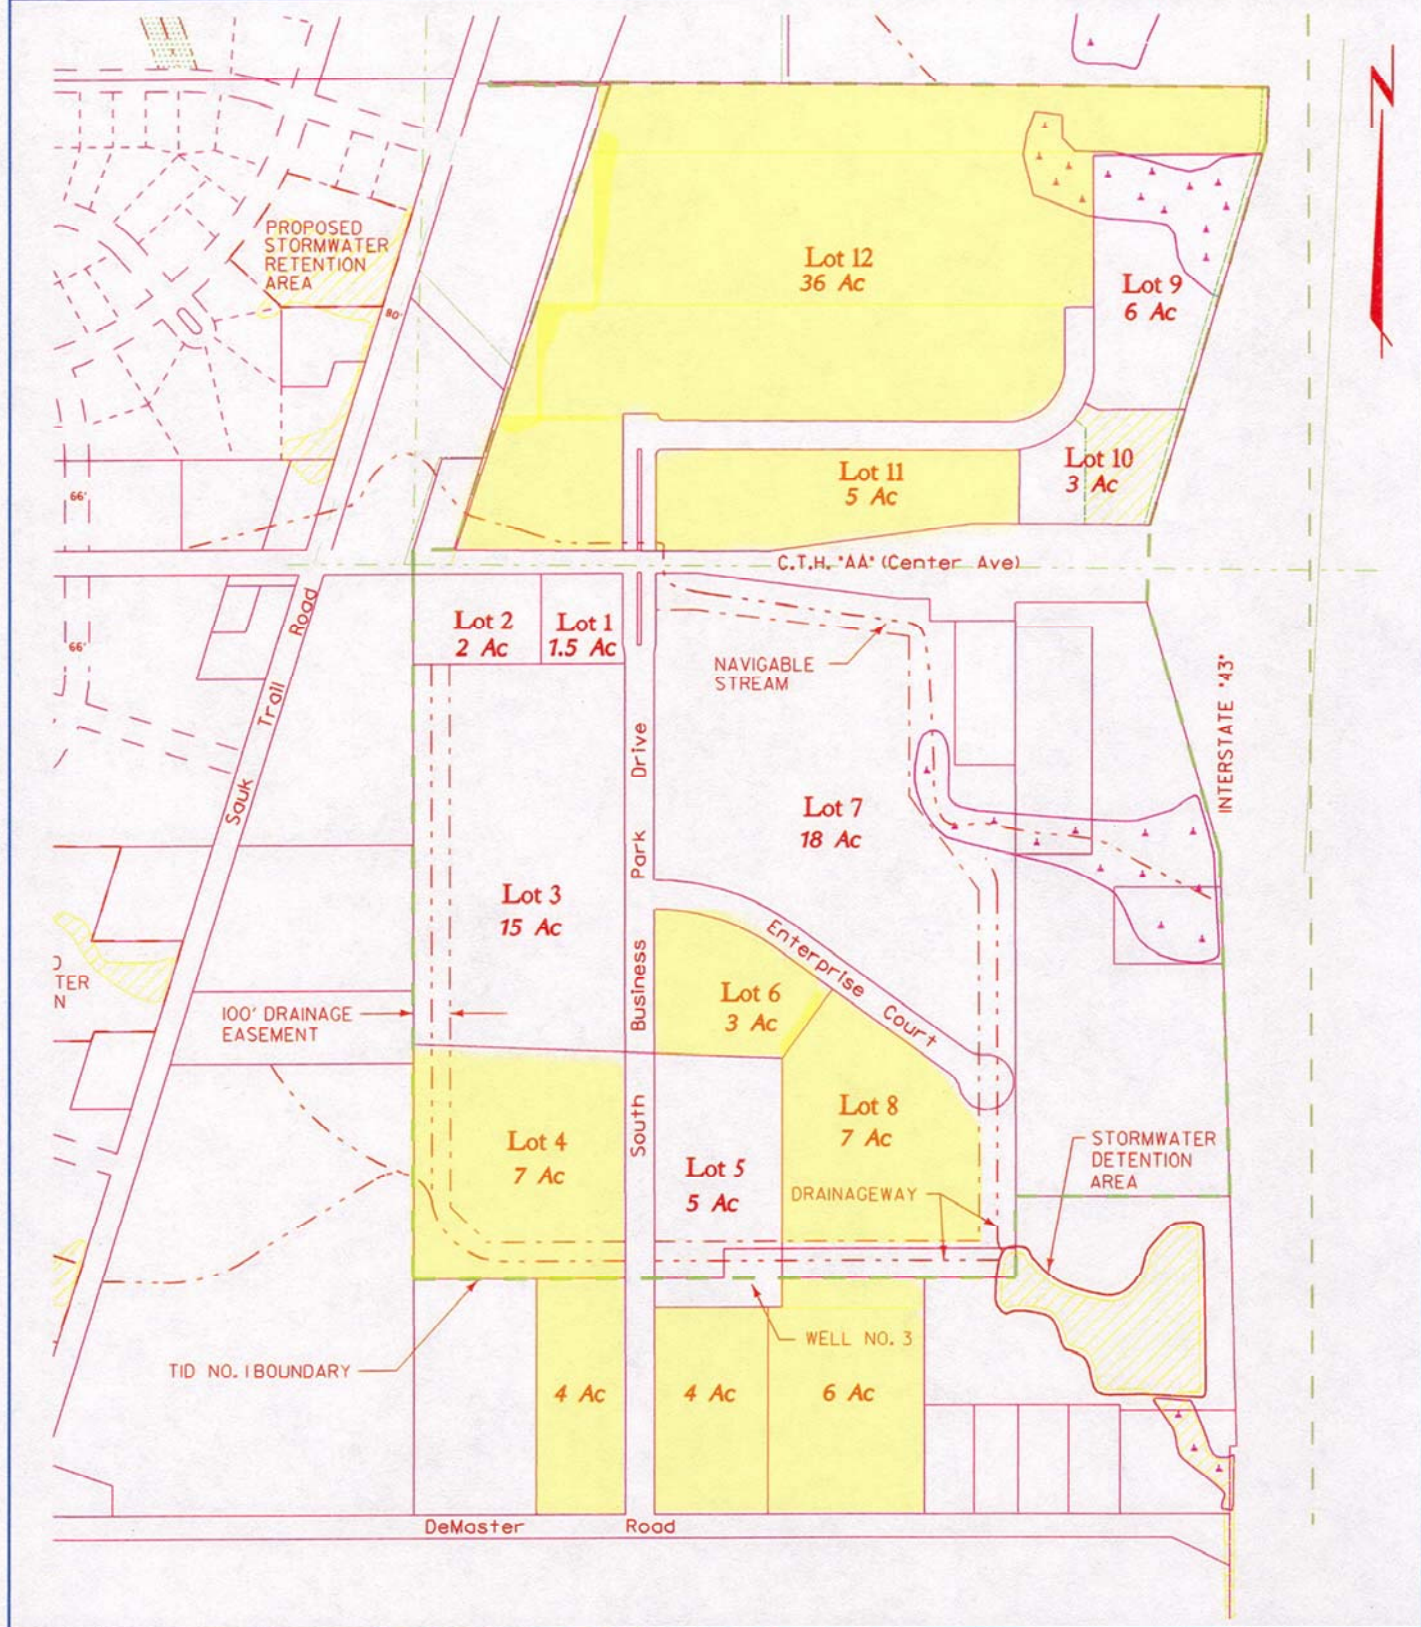 N
PROPOSED
STORMWATER
RETENTION
AREA
80'
Lot 12
36 Ac
Lot 9
6 Ac
Lot 11
5 Ac
Lot 10
3 Ac
66'
C.T.H. "AA" (Center Ave)
66'
Lot 2
2 Ac
Lot 1
1.5 Ac
NAVIGABLE
STREAM
Sauk Trail Road
South Business Park Drive
INTERSTATE "43"
Lot 7
18 Ac
Lot 3
15 Ac
Enterprise Court
TER
N
100' DRAINAGE
EASEMENT
Lot 6
3 Ac
Lot 8
7 Ac
Lot 4
7 Ac
Lot 5
5 Ac
DRAINAGEWAY
STORMWATER
DETENTION
AREA
WELL NO. 3
TID NO. 1 BOUNDARY
4 Ac
4 Ac
6 Ac
DeMaster Road